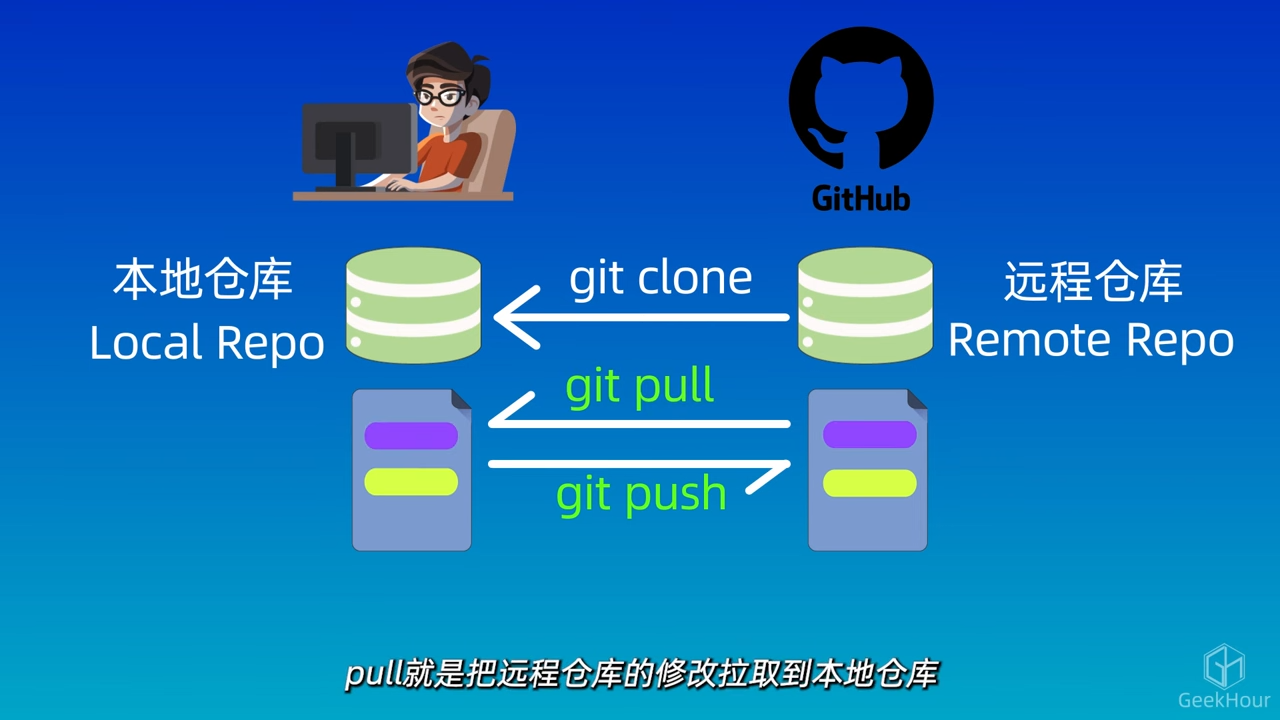 GitHub
本地仓库
Local Repo
git clone
远程仓库
Remote Repo
git pull
git push
pull就是把远程仓库的修改拉取到本地仓库
GeekHour